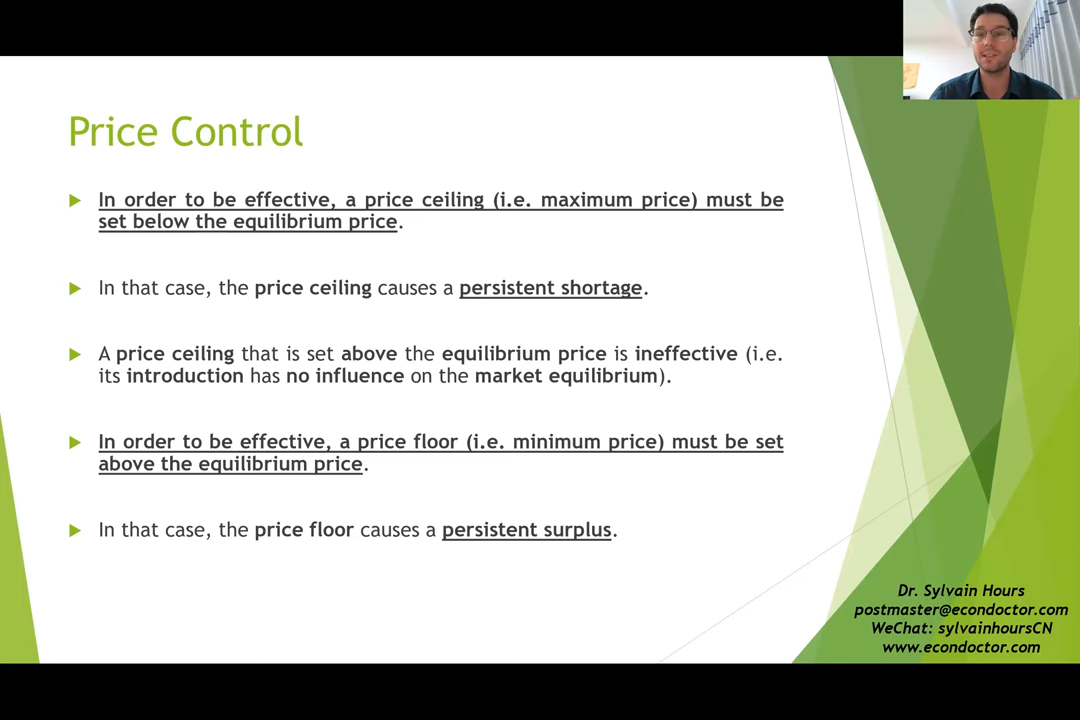 Price Control
In order to be effective, a price ceiling (i.e. maximum price) must be
set below the equilibrium price.
In that case, the price ceiling causes a persistent shortage.
A price ceiling that is set above the equilibrium price is ineffective (i.e.
its introduction has no influence on the market equilibrium).
In order to be effective, a price floor (i.e. minimum price) must be set
above the equilibrium price.
In that case, the price floor causes a persistent surplus.
Dr. Sylvain Hours
postmaster@econdoctor.com
WeChat: sylvainhoursCN
www.econdoctor.com